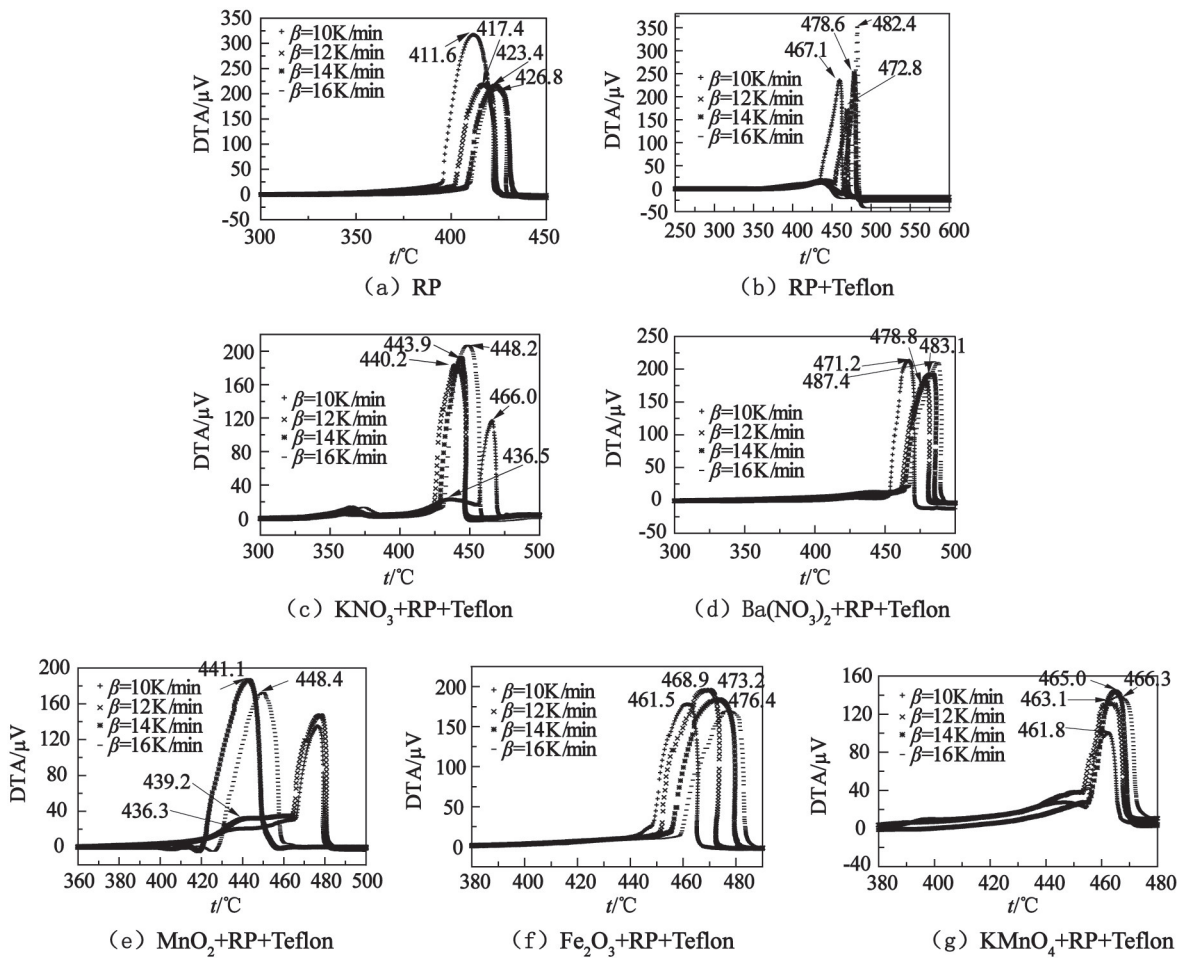 350
300
250
200
150
100
50
0
-50
DTA/μV
+ β=10K/min
× β=12K/min
✱ β=14K/min
– β=16K/min
411.6
417.4
423.4
426.8
300 350 400 450
t/℃
(a) RP
350
300
250
200
150
100
50
0
-50
DTA/μV
+ β=10K/min
× β=12K/min
✱ β=14K/min
– β=16K/min
467.1
478.6
482.4
472.8
250 300 350 400 450 500 550 600
t/℃
(b) RP+Teflon
200
160
120
80
40
0
DTA/μV
+ β=10K/min
× β=12K/min
✱ β=14K/min
– β=16K/min
443.9
440.2
448.2
466.0
436.5
300 350 400 450 500
t/℃
(c) KNO₃+RP+Teflon
250
200
150
100
50
0
-50
DTA/μV
+ β=10K/min
× β=12K/min
✱ β=14K/min
– β=16K/min
478.8
471.2
483.1
487.4
300 350 400 450 500
t/℃
(d) Ba(NO₃)₂+RP+Teflon
200
160
120
80
40
0
DTA/μV
+ β=10K/min
× β=12K/min
✱ β=14K/min
– β=16K/min
441.1
448.4
439.2
436.3
360 380 400 420 440 460 480 500
t/℃
(e) MnO₂+RP+Teflon
200
150
100
50
0
DTA/μV
+ β=10K/min
× β=12K/min
✱ β=14K/min
– β=16K/min
468.9
473.2
461.5
476.4
380 400 420 440 460 480
t/℃
(f) Fe₂O₃+RP+Teflon
160
120
80
40
0
-40
DTA/μV
+ β=10K/min
× β=12K/min
✱ β=14K/min
– β=16K/min
465.0
466.3
463.1
461.8
380 400 420 440 460 480
t/℃
(g) KMnO₄+RP+Teflon